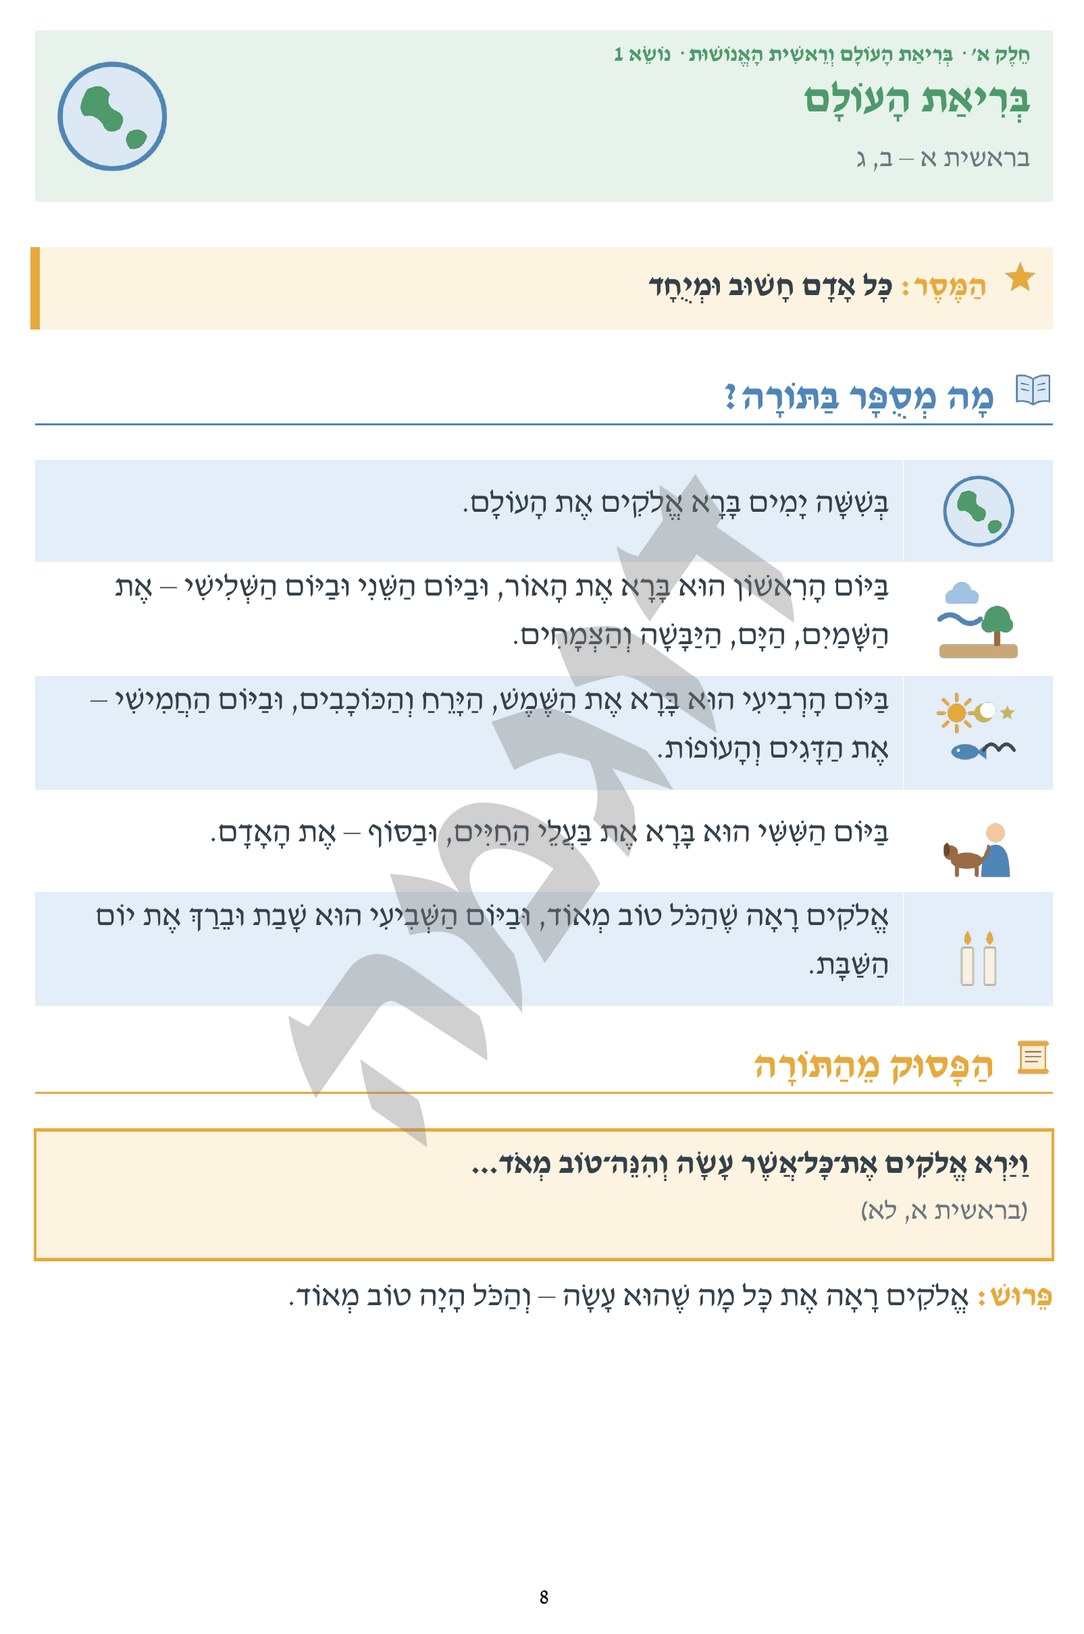 חֵלֶק א׳ · בְּרִיאַת הָעוֹלָם וְרֵאשִׁית הָאֱנוֹשׁוּת · נוֹשֵׂא 1
בְּרִיאַת הָעוֹלָם
בראשית א – ב, ג
הַמֶּסֶר: כָּל אָדָם חָשׁוּב וּמְיֻחָד
מָה מְסֻפָּר בַּתּוֹרָה?
בְּשִׁשָּׁה יָמִים בָּרָא אֱלֹקִים אֶת הָעוֹלָם.
בַּיּוֹם הָרִאשׁוֹן הוּא בָּרָא אֶת הָאוֹר, וּבַיּוֹם הַשֵּׁנִי וּבַיּוֹם הַשְּׁלִישִׁי – אֶת
הַשָּׁמַיִם, הַיָּם, הַיַּבָּשָׁה וְהַצְּמָחִים.
בַּיּוֹם הָרְבִיעִי הוּא בָּרָא אֶת הַשֶּׁמֶשׁ, הַיָּרֵחַ וְהַכּוֹכָבִים, וּבַיּוֹם הַחֲמִישִׁי –
אֶת הַדָּגִים וְהָעוֹפוֹת.
בַּיּוֹם הַשִּׁשִּׁי הוּא בָּרָא אֶת בַּעֲלֵי הַחַיִּים, וּבַסּוֹף – אֶת הָאָדָם.
אֱלֹקִים רָאָה שֶׁהַכֹּל טוֹב מְאוֹד, וּבַיּוֹם הַשְּׁבִיעִי הוּא שָׁבַת וּבֵרַךְ אֶת יוֹם
הַשַּׁבָּת.
דוגמה
הַפָּסוּק מֵהַתּוֹרָה
וַיַּרְא אֱלֹקִים אֶת־כָּל־אֲשֶׁר עָשָׂה וְהִנֵּה־טוֹב מְאֹד...
(בראשית א, לא)
פֵּרוּשׁ: אֱלֹקִים רָאָה אֶת כָּל מָה שֶׁהוּא עָשָׂה – וְהַכֹּל הָיָה טוֹב מְאוֹד.
8